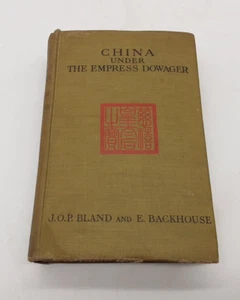 CHINA
UNDER
THE EMPRESS DOWAGER
J.O.P. BLAND AND E. BACKHOUSE